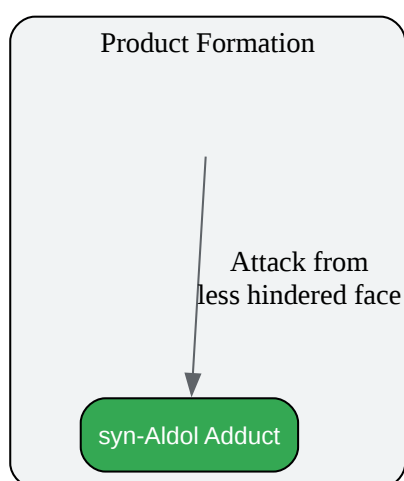 Product Formation
Attack from
less hindered face
syn-Aldol Adduct